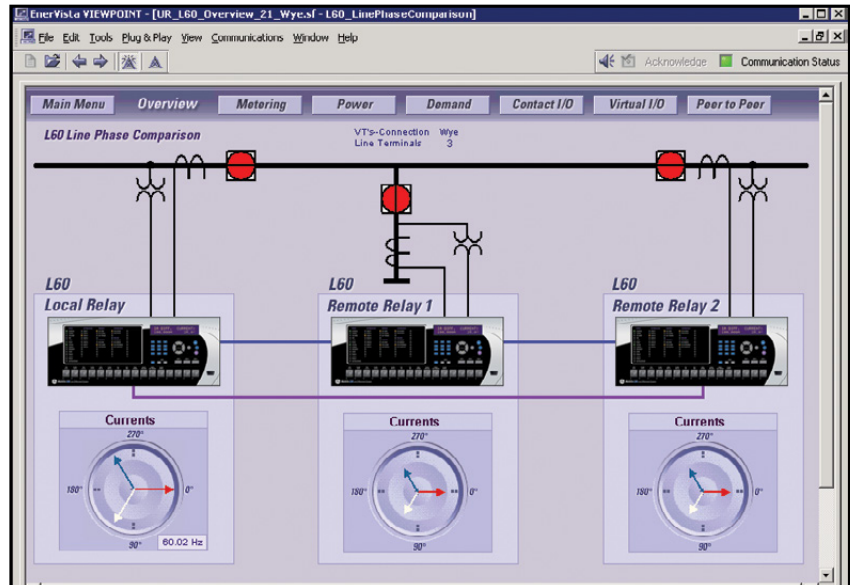 EnerVista VIEWPOINT - [UR_L60_Overview_21_Wye.sf - L60_LinePhaseComparison]
File Edit Tools Plug & Play View Communications Window Help
Acknowledge Communication Status
Main Menu Overview Metering Power Demand Contact I/O Virtual I/O Peer to Peer
L60 Line Phase Comparison
VT's-Connection Wye
Line Terminals 3
L60 L60 L60
Local Relay Remote Relay 1 Remote Relay 2
Currents Currents Currents
270° 270° 270°
180° 0° 180° 0° 180° 0°
90° 60.02 Hz 90° 90°